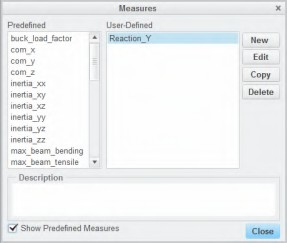 Measures
Predefined
User-Defined
buck_load_factor
com_x
com_y
com_z
inertia_xx
inertia_xy
inertia_xz
inertia_yy
inertia_yz
inertia_zz
max_beam_bending
max_beam_tensile
Reaction_Y
New
Edit
Copy
Delete
Description
Show Predefined Measures
Close